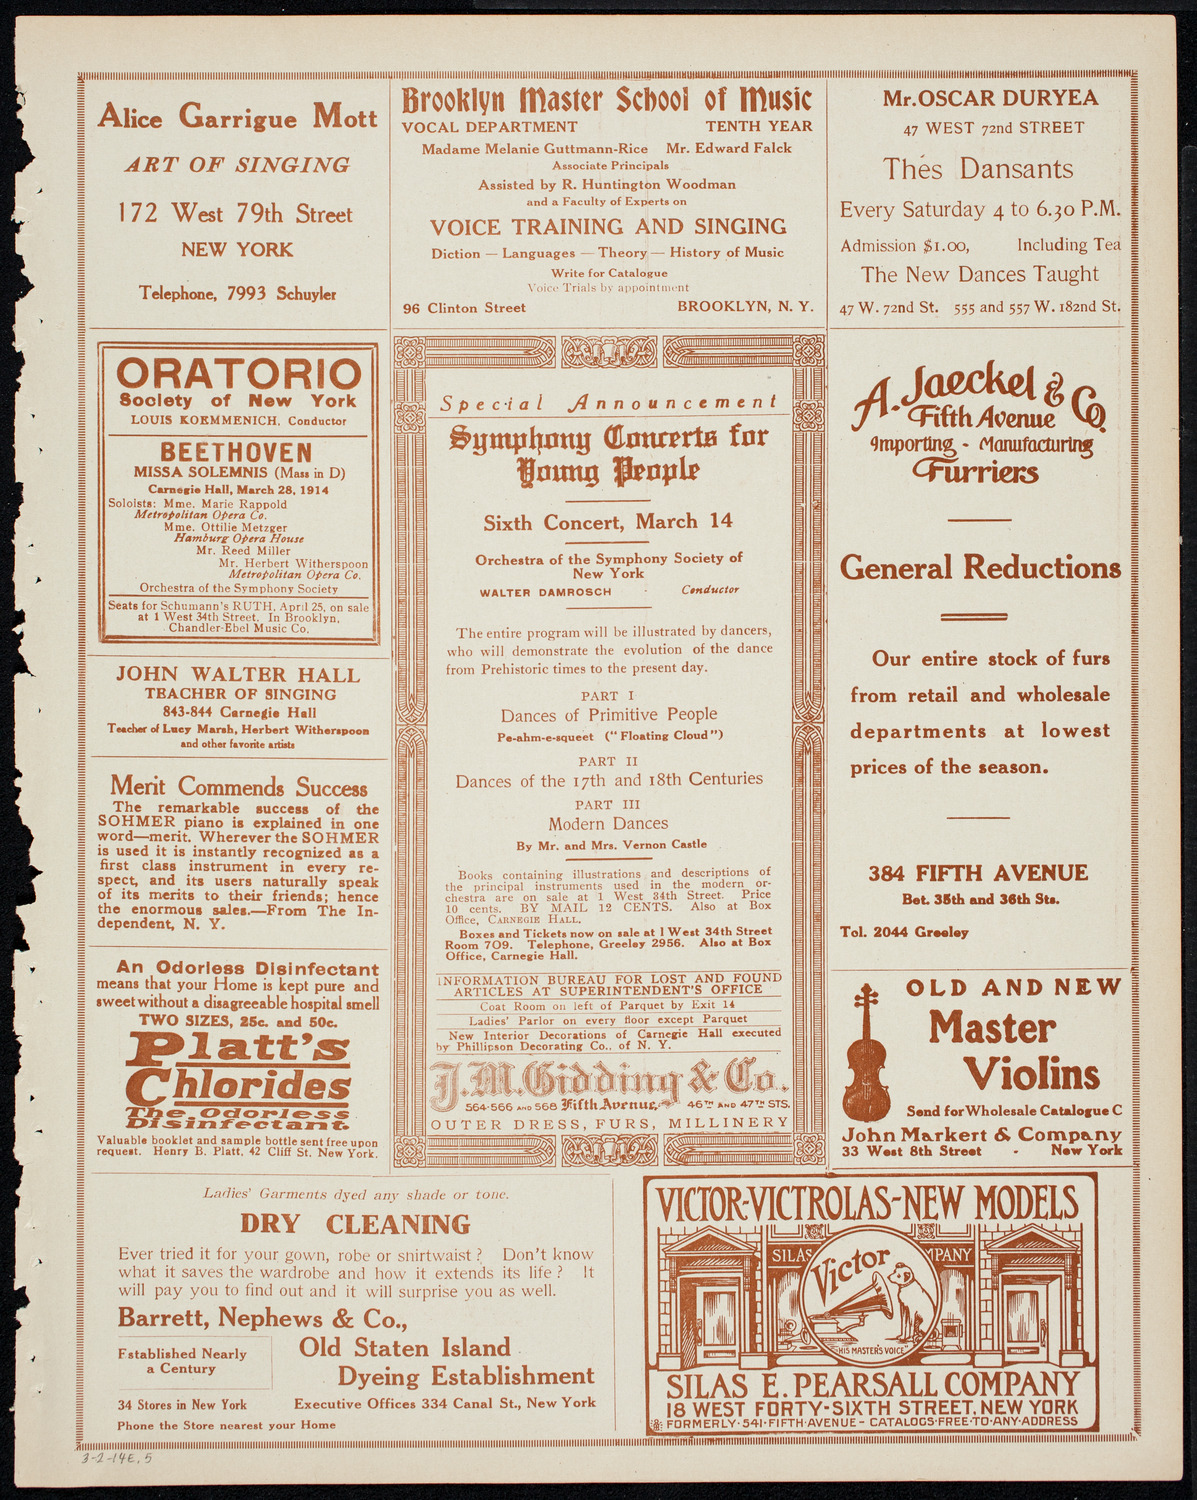 Alice Garrigue Mott
ART OF SINGING
172 West 79th Street
NEW YORK
Telephone, 7993 Schuyler
Brooklyn Master School of Music
VOCAL DEPARTMENT TENTH YEAR
Madame Melanie Guttmann-Rice Mr. Edward Falck
Associate Principals
Assisted by R. Huntington Woodman
and a Faculty of Experts on
VOICE TRAINING AND SINGING
Diction — Languages — Theory — History of Music
Write for Catalogue
Voice Trials by appointment
96 Clinton Street BROOKLYN, N. Y.
Mr. OSCAR DURYEA
47 WEST 72nd STREET
Thés Dansants
Every Saturday 4 to 6.30 P.M.
Admission $1.00, Including Tea
The New Dances Taught
47 W. 72nd St. 555 and 557 W. 182nd St.
ORATORIO
Society of New York
LOUIS KOEMMENICH, Conductor
BEETHOVEN
MISSA SOLEMNIS (Mass in D)
Carnegie Hall, March 28, 1914
Soloists: Mme. Marie Rappold
Metropolitan Opera Co.
Mme. Ottilie Metzger
Hamburg Opera House
Mr. Reed Miller
Mr. Herbert Witherspoon
Metropolitan Opera Co.
Orchestra of the Symphony Society
Seats for Schumann's RUTH, April 25, on sale
at 1 West 34th Street. In Brooklyn,
Chandler-Ebel Music Co.
JOHN WALTER HALL
TEACHER OF SINGING
843-844 Carnegie Hall
Teacher of Lucy Marsh, Herbert Witherspoon
and other favorite artists
Merit Commends Success
The remarkable success of the
SOHMER piano is explained in one
word—merit. Wherever the SOHMER
is used it is instantly recognized as a
first class instrument in every re-
spect, and its users naturally speak
of its merits to their friends; hence
the enormous sales.—From The In-
dependent, N. Y.
An Odorless Disinfectant
means that your Home is kept pure and
sweet without a disagreeable hospital smell
TWO SIZES, 25c. and 50c.
Platt's
Chlorides
The Odorless
Disinfectant.
Valuable booklet and sample bottle sent free upon
request. Henry B. Platt, 42 Cliff St. New York.
Special Announcement
Symphony Concerts for
Young People
Sixth Concert, March 14
Orchestra of the Symphony Society of
New York
WALTER DAMROSCH - Conductor
The entire program will be illustrated by dancers,
who will demonstrate the evolution of the dance
from Prehistoric times to the present day.
PART I
Dances of Primitive People
Pe-ahm-e-squeet ("Floating Cloud")
PART II
Dances of the 17th and 18th Centuries
PART III
Modern Dances
By Mr. and Mrs. Vernon Castle
Books containing illustrations and descriptions of
the principal instruments used in the modern or-
chestra are on sale at 1 West 34th Street. Price
10 cents. BY MAIL 12 CENTS. Also at Box
Office, CARNEGIE HALL.
Boxes and Tickets now on sale at 1 West 34th Street
Room 709. Telephone, Greeley 2956. Also at Box
Office, Carnegie Hall.
INFORMATION BUREAU FOR LOST AND FOUND
ARTICLES AT SUPERINTENDENT'S OFFICE
Coat Room on left of Parquet by Exit 14
Ladies' Parlor on every floor except Parquet
New Interior Decorations of Carnegie Hall executed
by Phillipson Decorating Co., of N. Y.
J.M. Gidding & Co.
564-566 AND 568 Fifth Avenue, 46TH AND 47TH STS.
OUTER DRESS, FURS, MILLINERY
A. Jaeckel & Co.
Fifth Avenue
Importing - Manufacturing
Furriers
General Reductions
Our entire stock of furs
from retail and wholesale
departments at lowest
prices of the season.
384 FIFTH AVENUE
Bet. 35th and 36th Sts.
Tel. 2044 Greeley
OLD AND NEW
Master
Violins
Send for Wholesale Catalogue C
John Markert & Company
33 West 8th Street - New York
Ladies' Garments dyed any shade or tone.
DRY CLEANING
Ever tried it for your gown, robe or shirtwaist? Don't know
what it saves the wardrobe and how it extends its life? It
will pay you to find out and it will surprise you as well.
Barrett, Nephews & Co.,
Established Nearly
a Century
Old Staten Island
Dyeing Establishment
34 Stores in New York Executive Offices 334 Canal St., New York
Phone the Store nearest your Home
VICTOR-VICTROLAS-NEW MODELS
SILAS MPANY
Victor
"HIS MASTER'S VOICE"
SILAS E. PEARSALL COMPANY
18 WEST FORTY-SIXTH STREET, NEW YORK
FORMERLY·541·FIFTH·AVENUE - CATALOGS·FREE·TO·ANY·ADDRESS
3-2-14E, 5